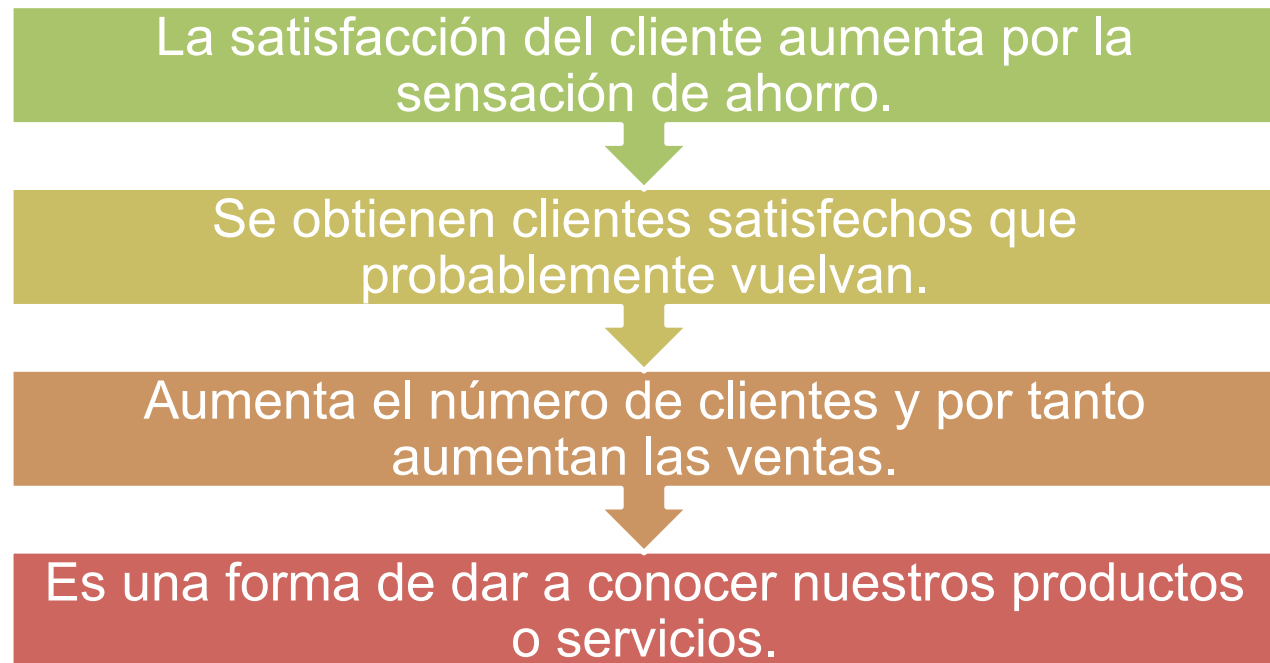 La satisfacción del cliente aumenta por la
sensación de ahorro.
Se obtienen clientes satisfechos que
probablemente vuelvan.
Aumenta el número de clientes y por tanto
aumentan las ventas.
Es una forma de dar a conocer nuestros productos
o servicios.